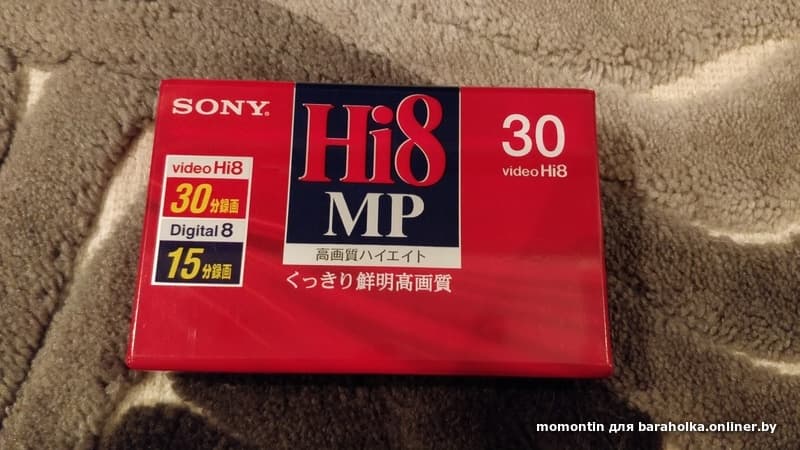 SONY.
video Hi8
30分録画
Digital 8
15分録画
Hi8
MP
高画質ハイエイト
くっきり鮮明高画質
30
video Hi8
momontin для baraholka.onliner.by